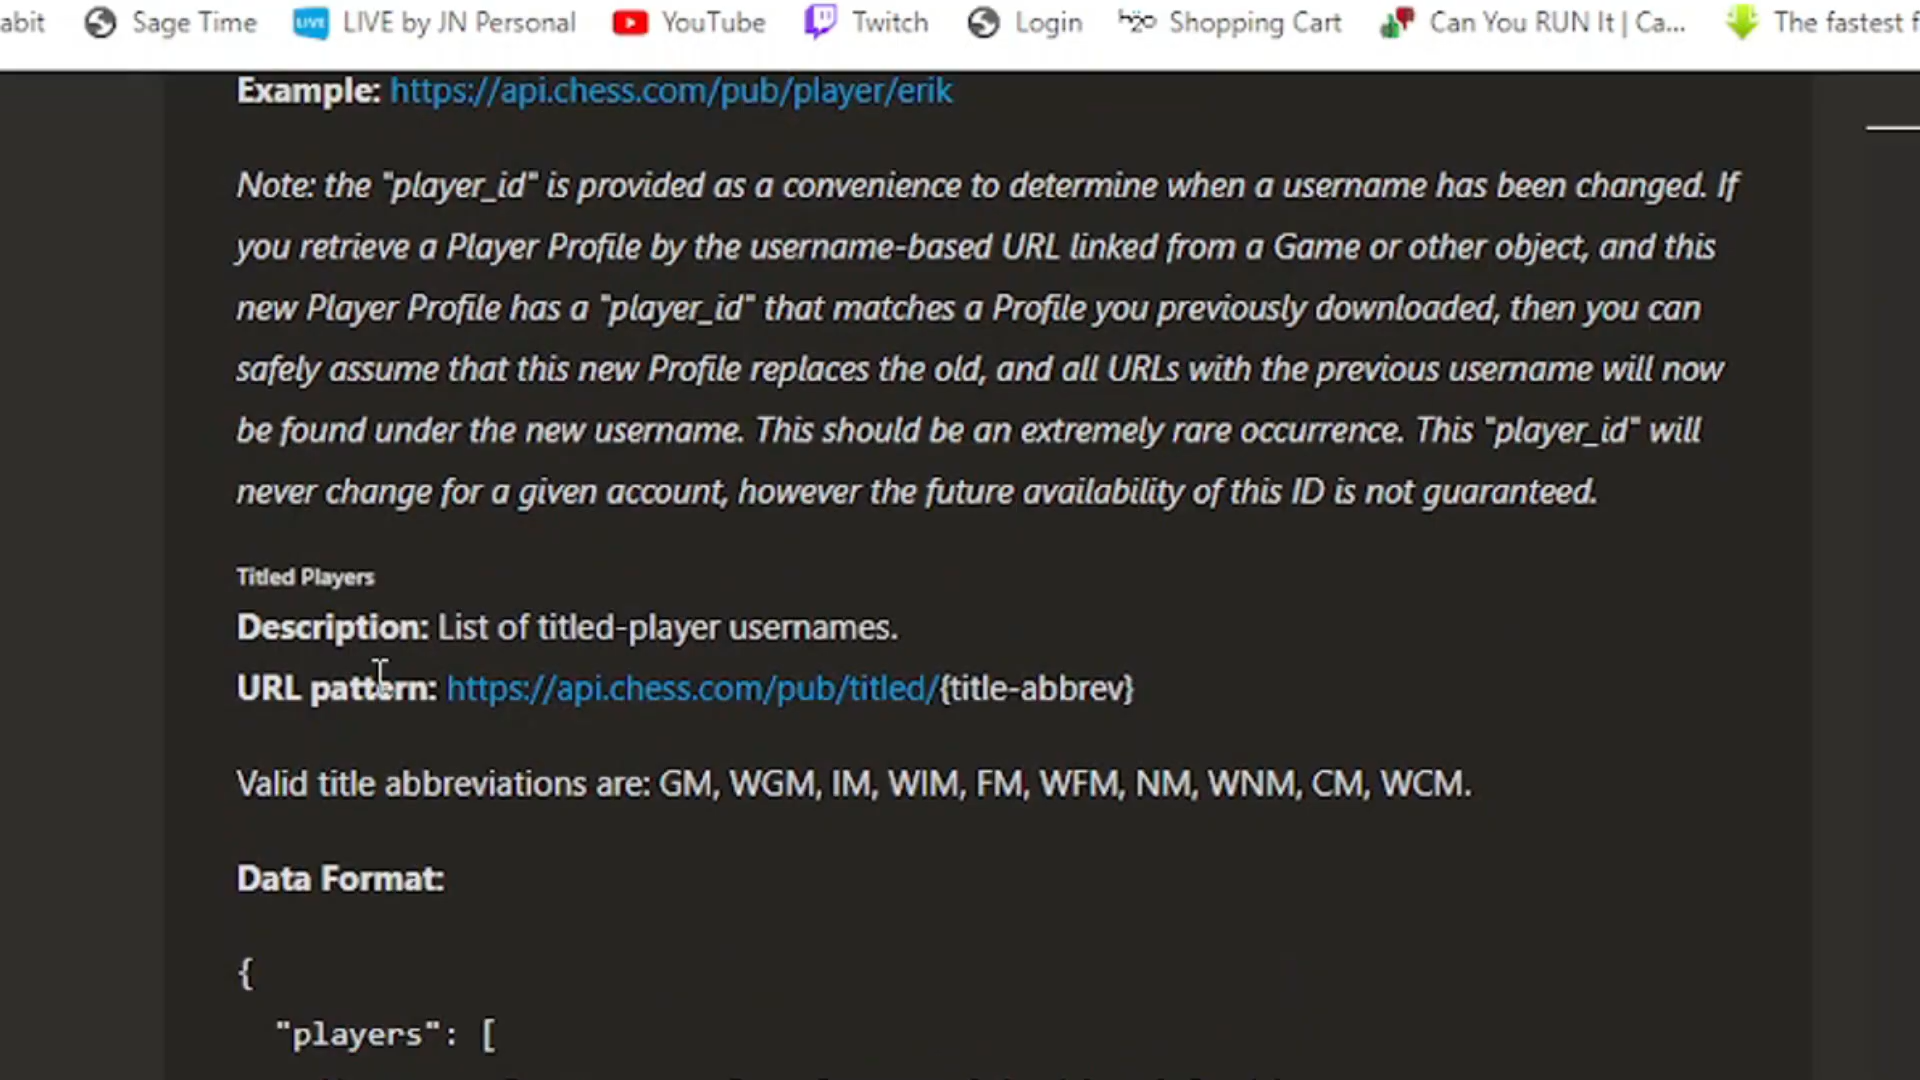 abit Sage Time LIVE LIVE by JN Personal YouTube Twitch Login Shopping Cart Can You RUN It | Ca... The fastest f
Example: https://api.chess.com/pub/player/erik
Note: the "player_id" is provided as a convenience to determine when a username has been changed. If
you retrieve a Player Profile by the username-based URL linked from a Game or other object, and this
new Player Profile has a "player_id" that matches a Profile you previously downloaded, then you can
safely assume that this new Profile replaces the old, and all URLs with the previous username will now
be found under the new username. This should be an extremely rare occurrence. This "player_id" will
never change for a given account, however the future availability of this ID is not guaranteed.
Titled Players
Description: List of titled-player usernames.
URL pattern: https://api.chess.com/pub/titled/{title-abbrev}
Valid title abbreviations are: GM, WGM, IM, WIM, FM, WFM, NM, WNM, CM, WCM.
Data Format:
{
"players": [